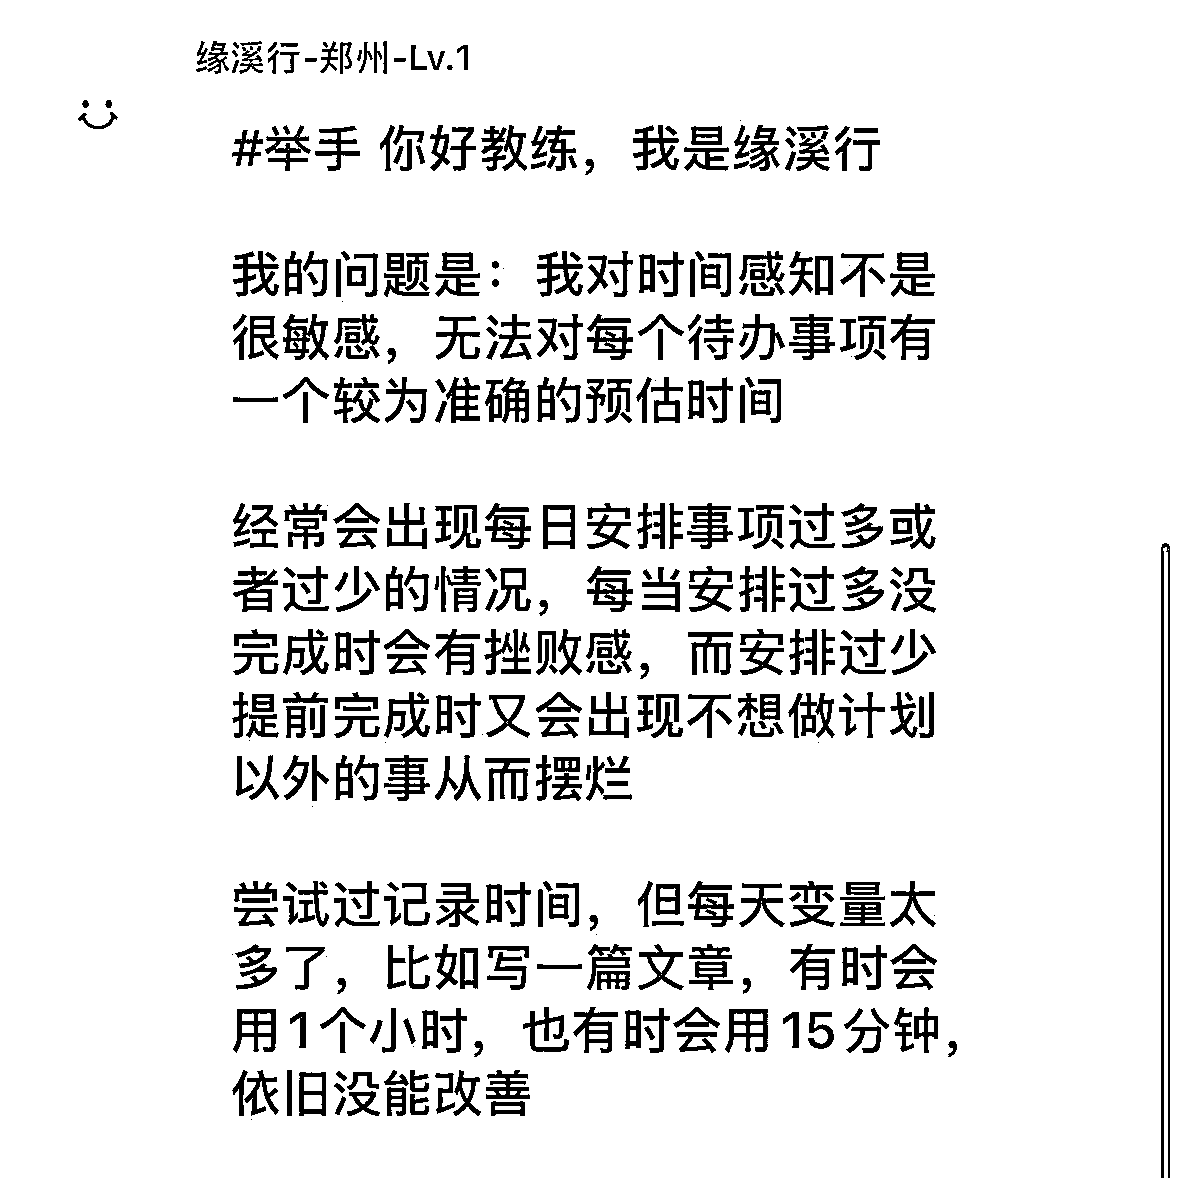 缘溪行-郑州-Lv.1
#举手 你好教练，我是缘溪行
我的问题是：我对时间感知不是
很敏感，无法对每个待办事项有
一个较为准确的预估时间
经常会出现每日安排事项过多或
者过少的情况，每当安排过多没
完成时会有挫败感，而安排过少
提前完成时又会出现不想做计划
以外的事从而摆烂
尝试过记录时间，但每天变量太
多了，比如写一篇文章，有时会
用1个小时，也有时会用15分钟，
依旧没能改善